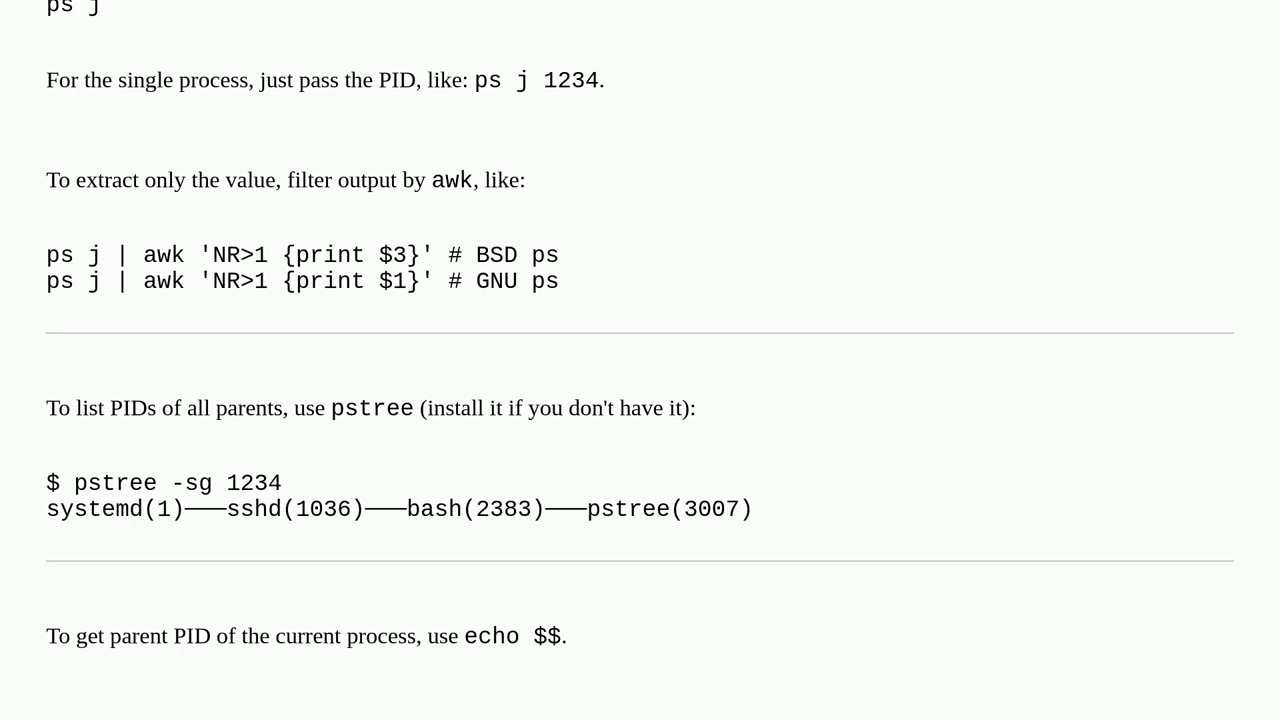 ps j
For the single process, just pass the PID, like: ps j 1234.
To extract only the value, filter output by awk, like:
ps j | awk 'NR>1 {print $3}' # BSD ps
ps j | awk 'NR>1 {print $1}' # GNU ps
To list PIDs of all parents, use pstree (install it if you don't have it):
$ pstree -sg 1234
systemd(1)───sshd(1036)───bash(2383)───pstree(3007)
To get parent PID of the current process, use echo $$.